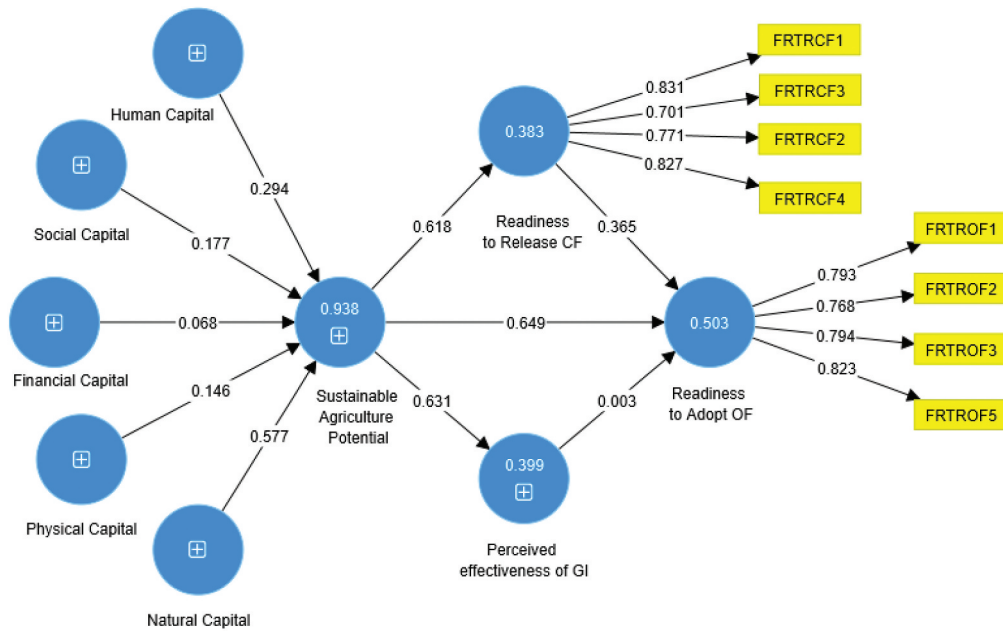 FRTRCF1
0.831
FRTRCF3
0.701
0.383
0.771
FRTRCF2
Human Capital
0.827
FRTRCF4
0.294
Readiness
to Release CF
Social Capital
0.177
0.618
0.365
FRTROF1
0.793
0.938
FRTROF2
0.768
0.068
0.649
0.503
0.794
FRTROF3
Financial Capital
0.823
Sustainable
Agriculture
Potential
Readiness
to Adopt OF
0.146
0.631
0.003
FRTROF5
0.577
0.399
Physical Capital
Perceived
effectiveness of GI
Natural Capital